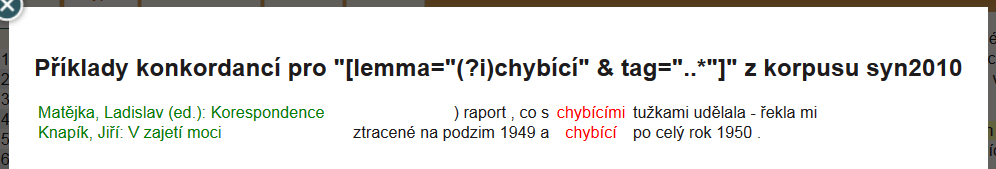 Příklady konkordancí pro "[lemma="(?i)chybící" & tag="..*"]" z korpusu syn2010
Matějka, Ladislav (ed.): Korespondence ) raport , co s chybícími tužkami udělala - řekla mi
Knapík, Jiří: V zajetí moci ztracené na podzim 1949 a chybící po celý rok 1950 .